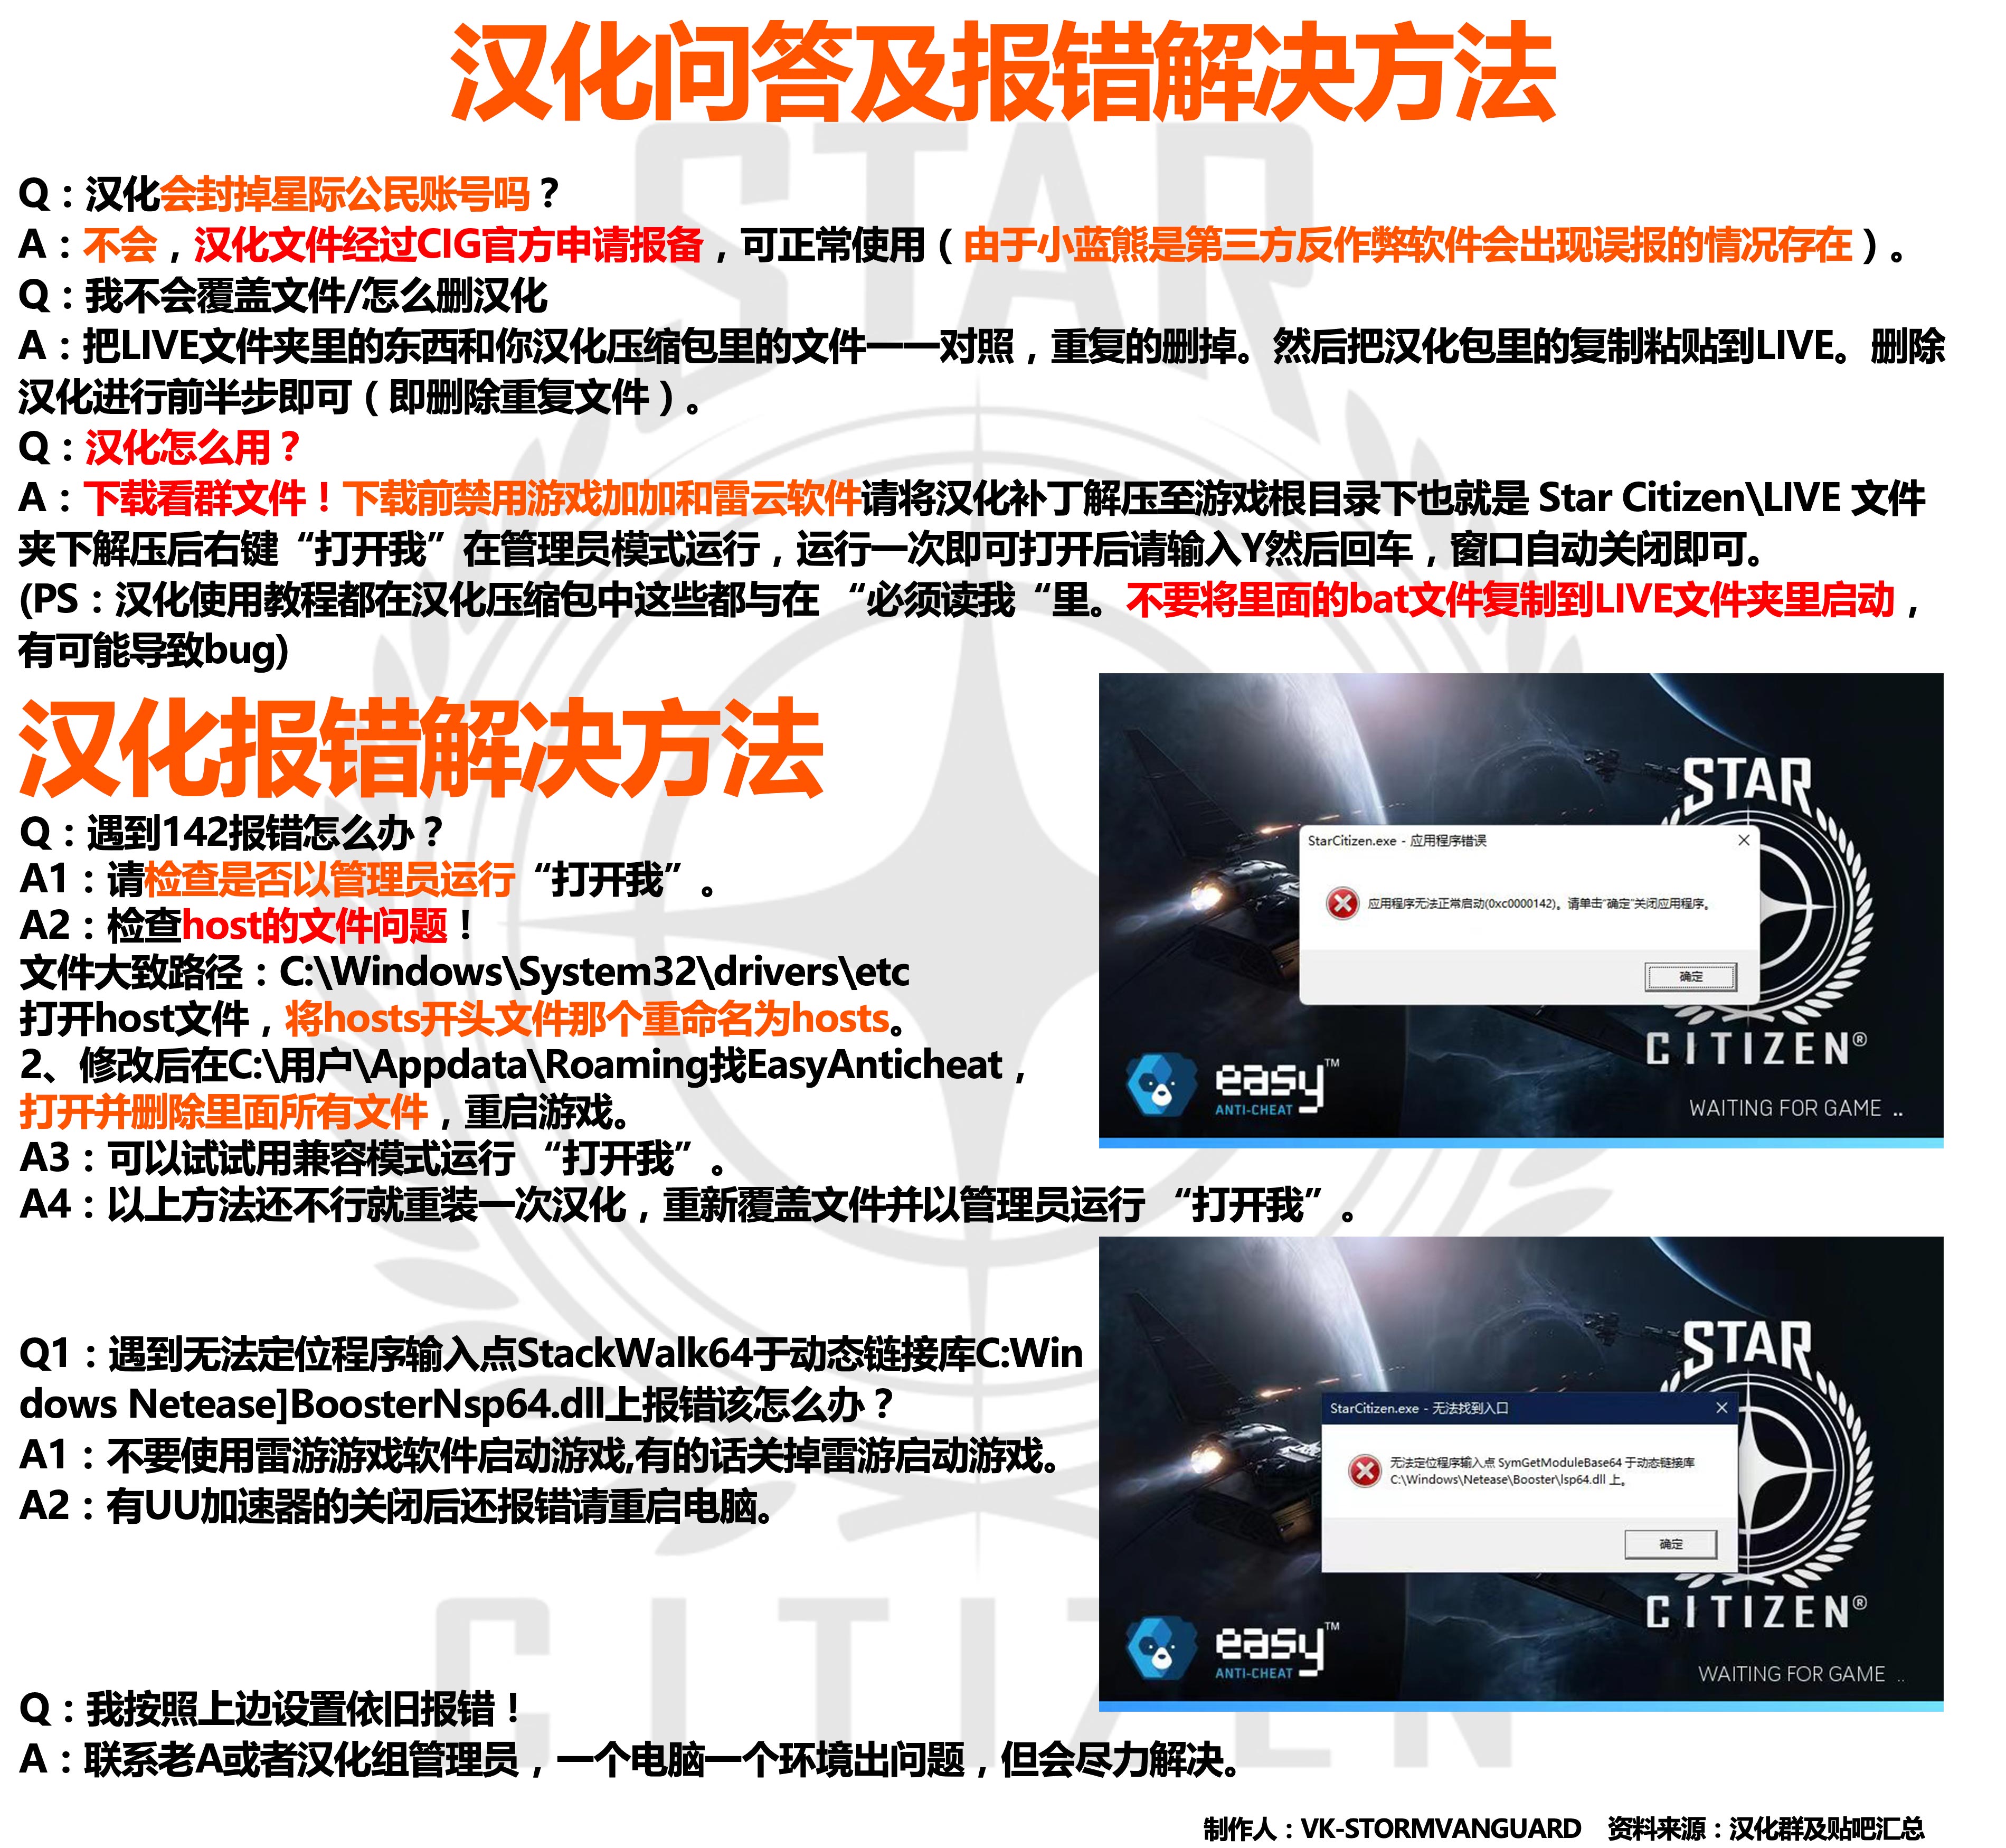 汉化问答及报错解决方法
Q：汉化会封掉星际公民账号吗？
A：不会，汉化文件经过CIG官方申请报备，可正常使用（由于小蓝熊是第三方反作弊软件会出现误报的情况存在）。
Q：我不会覆盖文件/怎么删汉化
A：把LIVE文件夹里的东西和你汉化压缩包里的文件一一对照，重复的删掉。然后把汉化包里的复制粘贴到LIVE。删除
汉化进行前半步即可（即删除重复文件）。
Q：汉化怎么用？
A：下载看群文件！下载前禁用游戏加加和雷云软件请将汉化补丁解压至游戏根目录下也就是 Star Citizen\LIVE 文件
夹下解压后右键“打开我”在管理员模式运行，运行一次即可打开后请输入Y然后回车，窗口自动关闭即可。
(PS：汉化使用教程都在汉化压缩包中这些都与在 “必须读我“里。不要将里面的bat文件复制到LIVE文件夹里启动，
有可能导致bug)
汉化报错解决方法
Q：遇到142报错怎么办？
A1：请检查是否以管理员运行“打开我”。
A2：检查host的文件问题！
文件大致路径：C:\Windows\System32\drivers\etc
打开host文件，将hosts开头文件那个重命名为hosts。
2、修改后在C:\用户\Appdata\Roaming找EasyAnticheat，
打开并删除里面所有文件，重启游戏。
A3：可以试试用兼容模式运行 “打开我”。
A4：以上方法还不行就重装一次汉化，重新覆盖文件并以管理员运行 “打开我”。
STAR
StarCitizen.exe - 应用程序错误
应用程序无法正常启动(0xc0000142)。请单击“确定”关闭应用程序。
确定
CITIZEN®
easy™
ANTI-CHEAT
WAITING FOR GAME ..
Q1：遇到无法定位程序输入点StackWalk64于动态链接库C:Win
dows Netease]BoosterNsp64.dll上报错该怎么办？
A1：不要使用雷游游戏软件启动游戏,有的话关掉雷游启动游戏。
A2：有UU加速器的关闭后还报错请重启电脑。
STAR
StarCitizen.exe - 无法找到入口
无法定位程序输入点 SymGetModuleBase64 于动态链接库
C:\Windows\Netease\Booster\lsp64.dll 上。
确定
CITIZEN®
easy™
ANTI-CHEAT
WAITING FOR GAME ..
Q：我按照上边设置依旧报错！
A：联系老A或者汉化组管理员，一个电脑一个环境出问题，但会尽力解决。
制作人：VK-STORMVANGUARD 资料来源：汉化群及贴吧汇总
STAR
CITIZEN